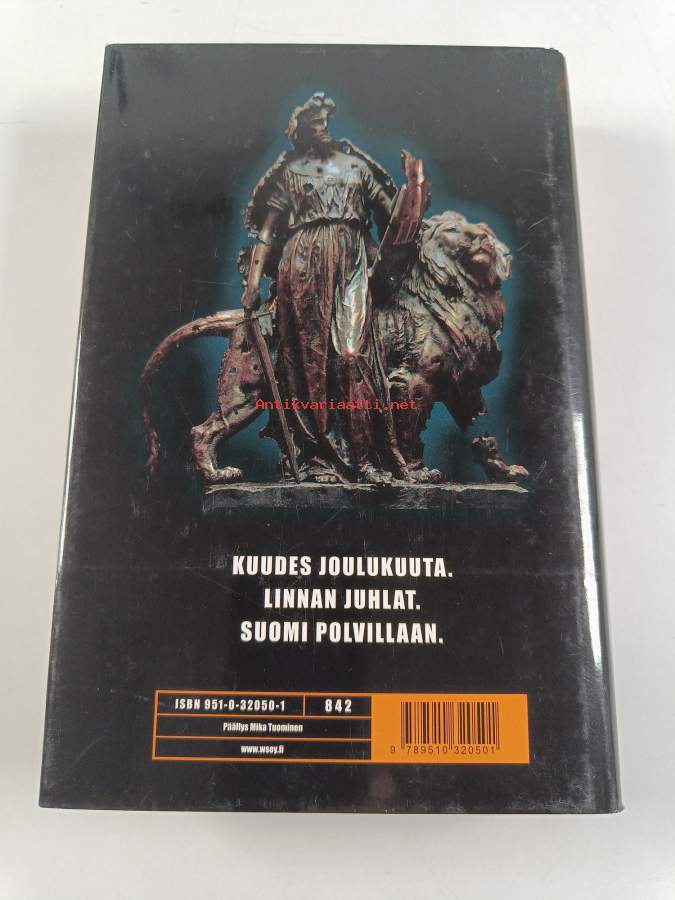 Antikvariaatti.net
KUUDES JOULUKUUTA.
LINNAN JUHLAT.
SUOMI POLVILLAAN.
ISBN 951-0-32050-1 842
Päällys Mika Tuominen
www.wsoy.fi
9 789510 320501